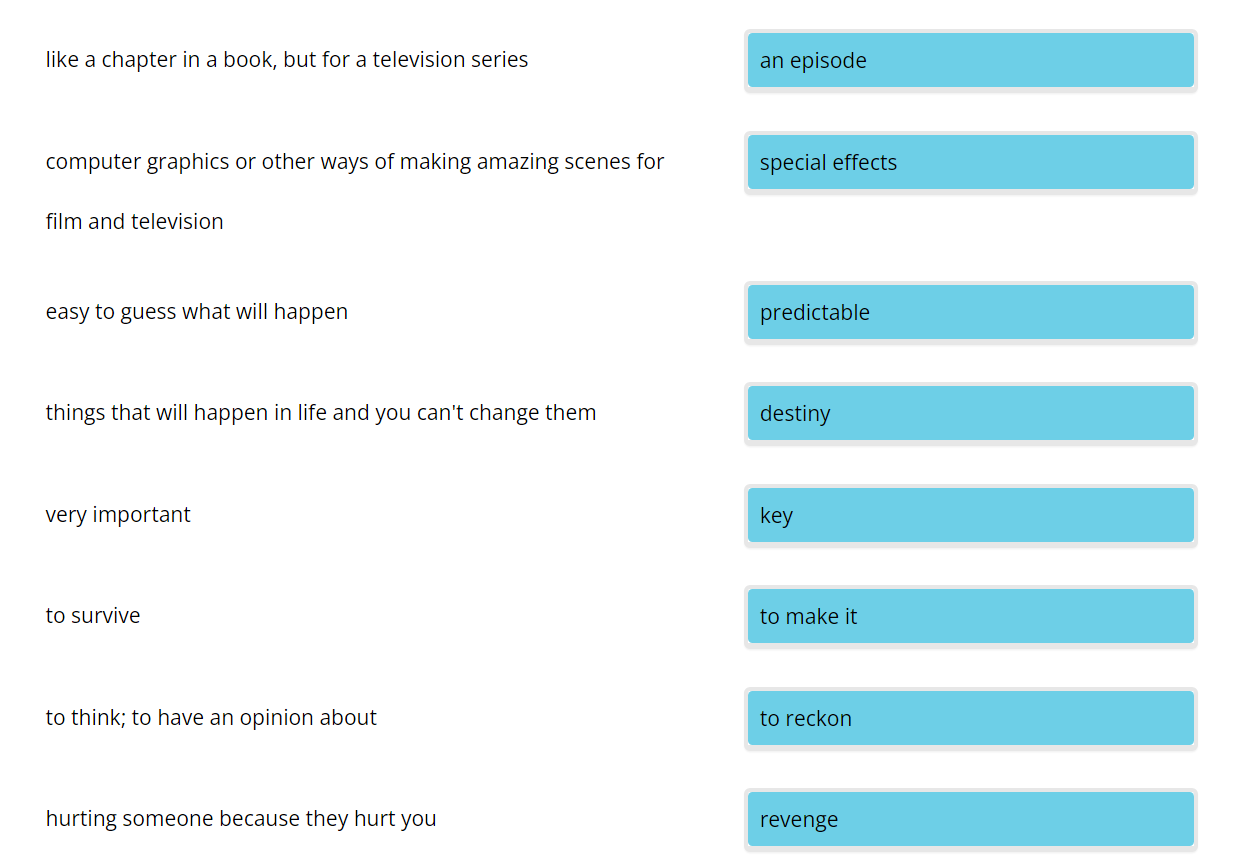 like a chapter in a book, but for a television series
an episode
computer graphics or other ways of making amazing scenes for
film and television
special effects
easy to guess what will happen
predictable
things that will happen in life and you can't change them
destiny
very important
key
to survive
to make it
to think; to have an opinion about
to reckon
hurting someone because they hurt you
revenge